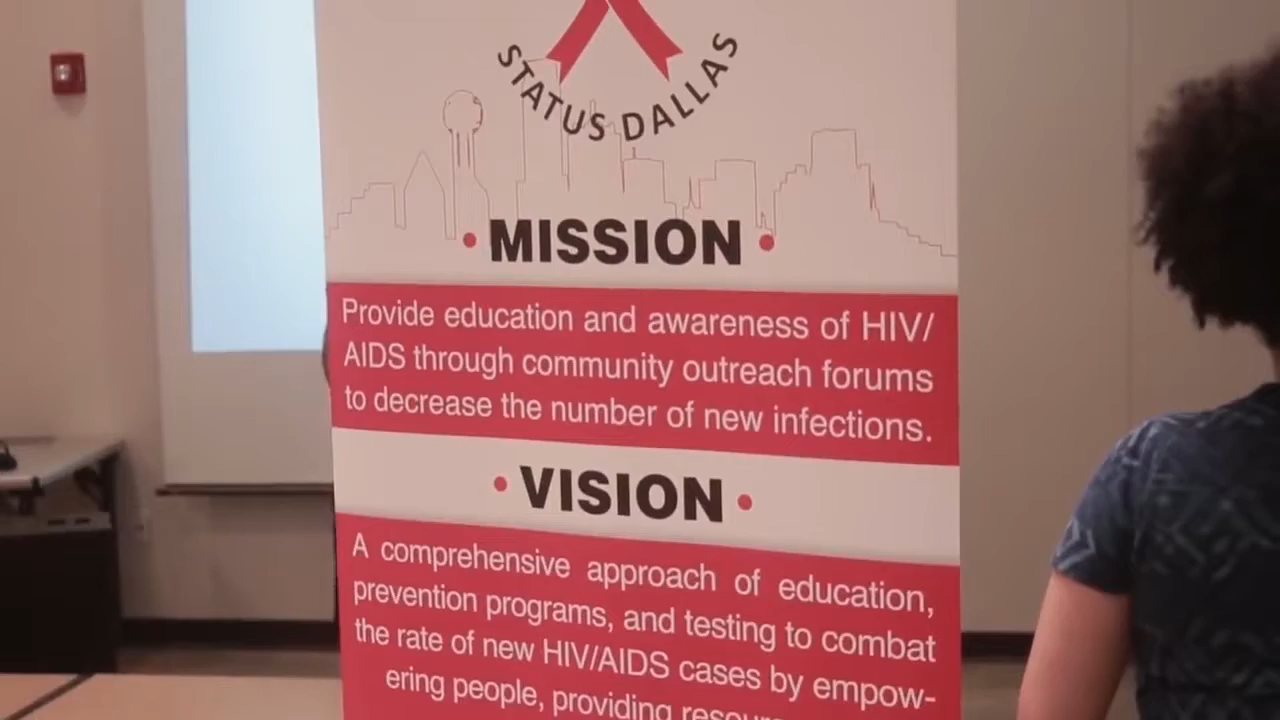 STATUS DALLAS
• MISSION •
Provide education and awareness of HIV/
AIDS through community outreach forums
to decrease the number of new infections.
• VISION •
A comprehensive approach of education,
prevention programs, and testing to combat
the rate of new HIV/AIDS cases by empow-
ering people, providing